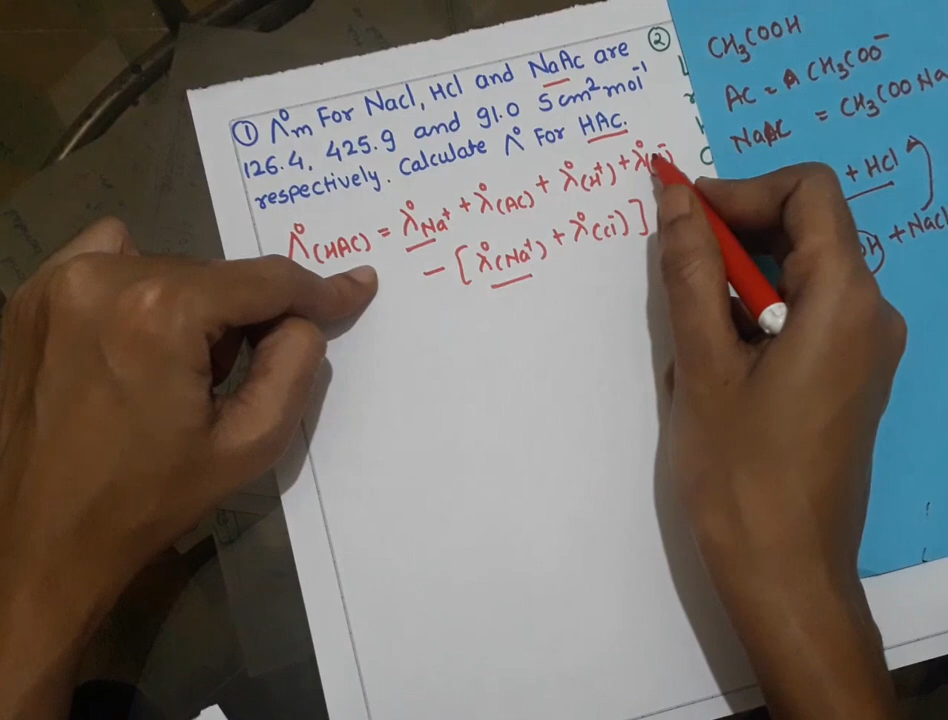 ① Λ°m For Nacl, Hcl and NaAc are
126.4, 425.9 and 91.0 S cm² mol⁻¹
respectively. Calculate Λ° For HAc.
Λ°(HAC) = λ°Na⁺ + λ°(AC) + λ°(H⁺) + λ°
− [λ°(Na⁺) + λ°(cl⁻)]
②
CH₃COOH
AC = CH₃COO⁻
NaAC = CH₃COONa
+ Hcl
H + Nacl